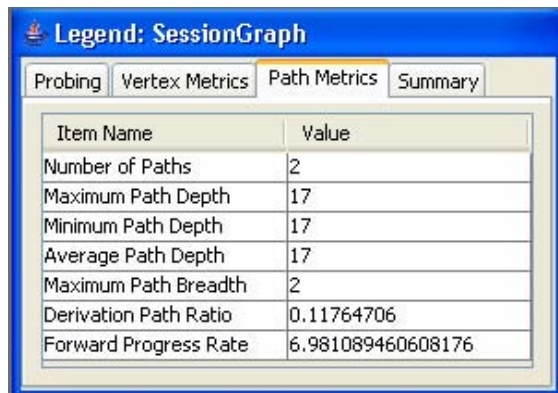 Legend: SessionGraph
Probing Vertex Metrics Path Metrics Summary
Item Name Value
Number of Paths 2
Maximum Path Depth 17
Minimum Path Depth 17
Average Path Depth 17
Maximum Path Breadth 2
Derivation Path Ratio 0.11764706
Forward Progress Rate 6.981089460608176